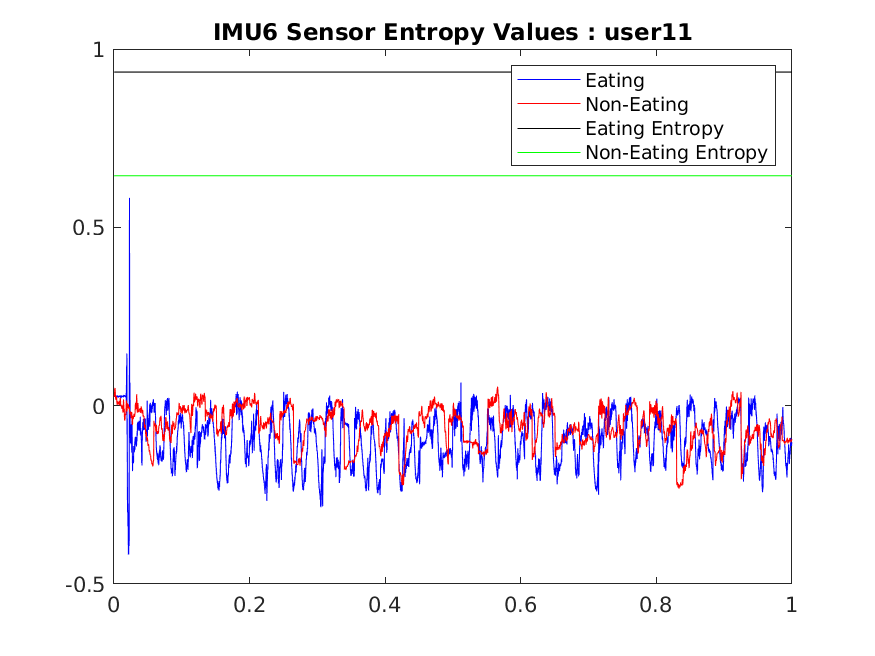 IMU6 Sensor Entropy Values : user11
1
Eating
Non-Eating
Eating Entropy
Non-Eating Entropy
0.5
0
-0.5
0 0.2 0.4 0.6 0.8 1